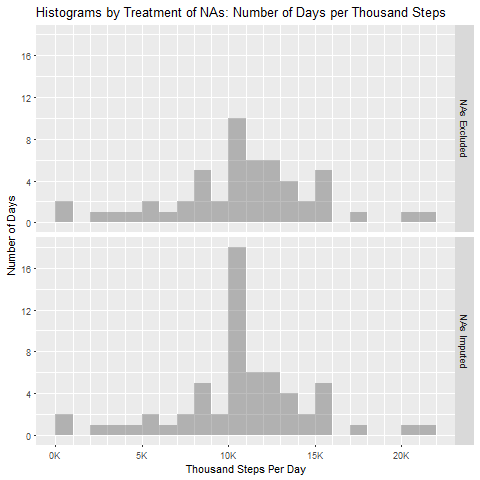 Histograms by Treatment of NAs: Number of Days per Thousand Steps
Number of Days
16
12
8
4
0
NAs Excluded
16
12
8
4
0
NAs Imputed
0K 5K 10K 15K 20K
Thousand Steps Per Day